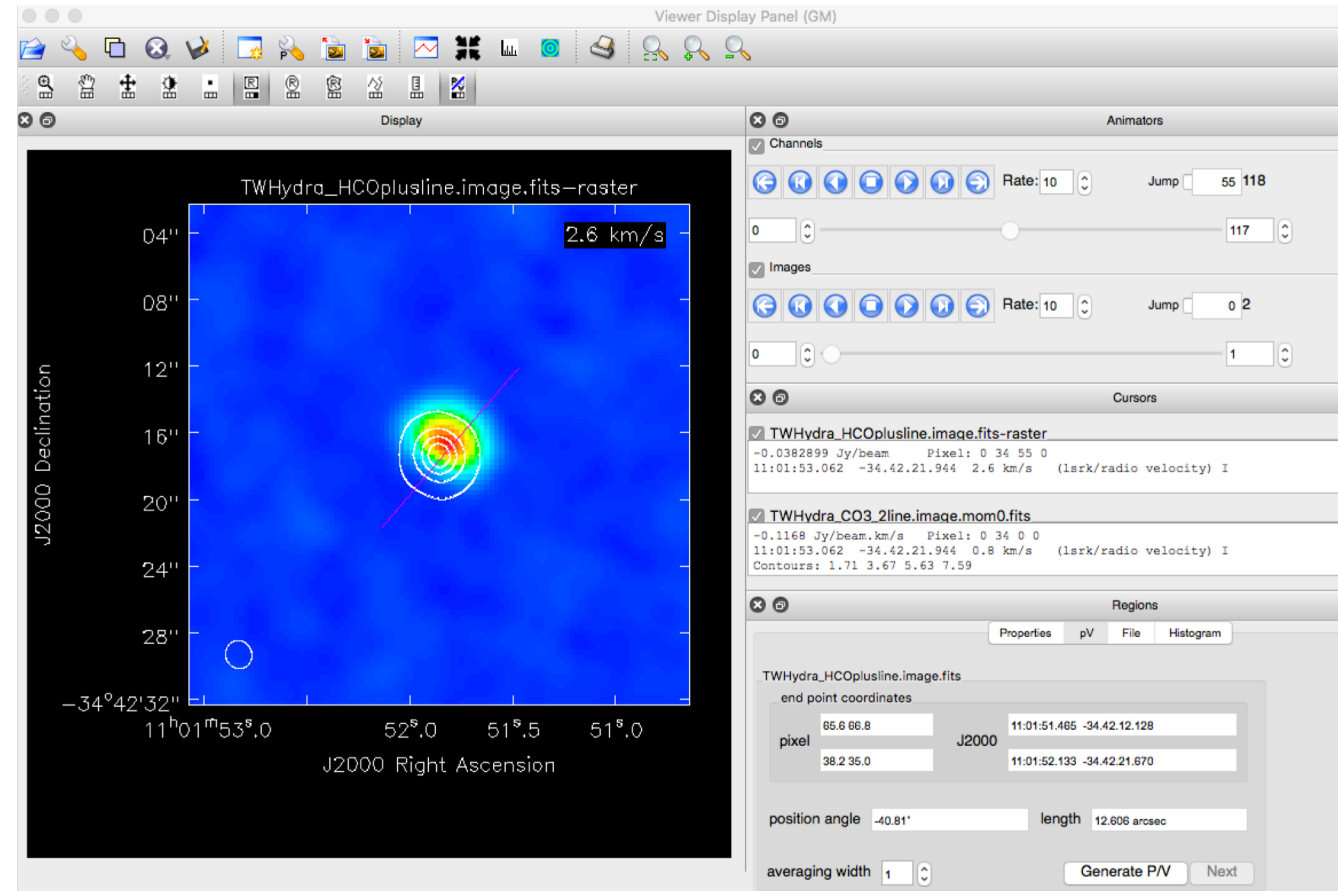 Viewer Display Panel (GM)
Display
TWHydra_HCOplusline.image.fits-raster
2.6 km/s
04"
08"
12"
16"
20"
24"
28"
-34°42'32"
J2000 Declination
11h01m53s.0
52s.0
51s.5
51s.0
J2000 Right Ascension
Animators
Channels
Rate: 10
Jump
55 118
0
117
Images
Rate: 10
Jump
0 2
0
1
Cursors
TWHydra_HCOplusline.image.fits-raster
-0.0382899 Jy/beam Pixel: 0 34 55 0
11:01:53.062 -34.42.21.944 2.6 km/s (lsrk/radio velocity) I
TWHydra_CO3_2line.image.mom0.fits
-0.1168 Jy/beam.km/s Pixel: 0 34 0 0
11:01:53.062 -34.42.21.944 0.8 km/s (lsrk/radio velocity) I
Contours: 1.71 3.67 5.63 7.59
Regions
Properties pV File Histogram
TWHydra_HCOplusline.image.fits
end point coordinates
pixel
65.6 66.8
38.2 35.0
J2000
11:01:51.465 -34.42.12.128
11:01:52.133 -34.42.21.670
position angle -40.81° length 12.606 arcsec
averaging width 1 Generate P/V Next